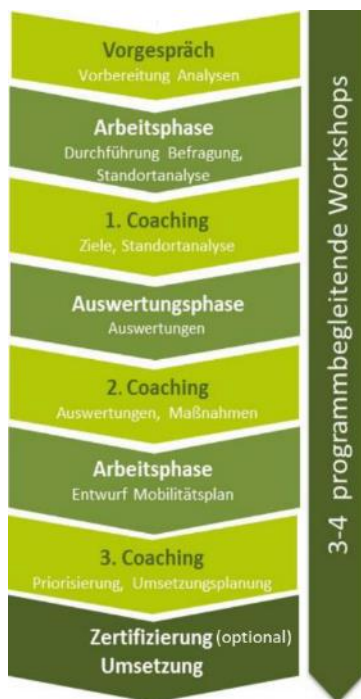 Vorgespräch
Vorbereitung Analysen
Arbeitsphase
Durchführung Befragung,
Standortanalyse
1. Coaching
Ziele, Standortanalyse
Auswertungsphase
Auswertungen
2. Coaching
Auswertungen, Maßnahmen
Arbeitsphase
Entwurf Mobilitätsplan
3. Coaching
Priorisierung, Umsetzungsplanung
Zertifizierung (optional)
Umsetzung
3-4 programmbegleitende Workshops